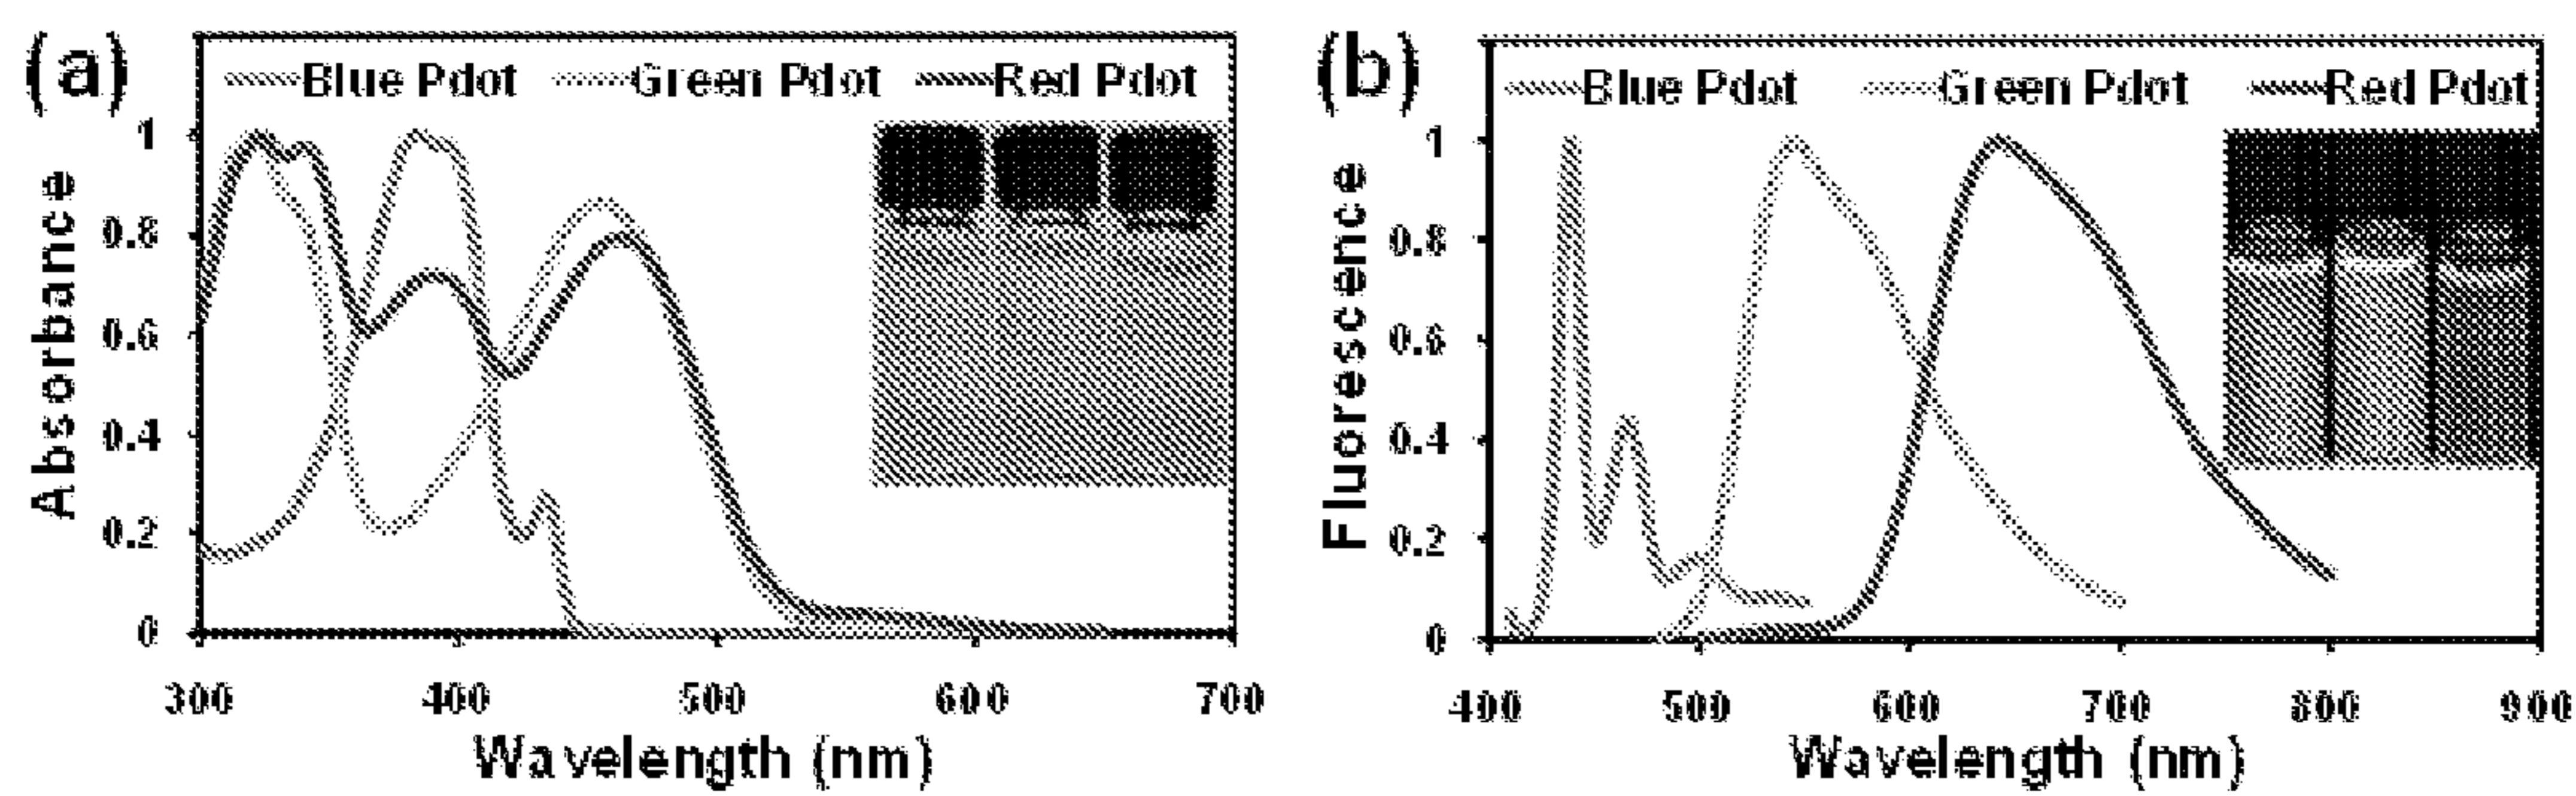 (a)
Blue Pdot Green Pdot Red Pdot
Absorbance
1
0.8
0.6
0.4
0.2
0
300 400 500 600 700
Wavelength (nm)
(b)
Blue Pdot Green Pdot Red Pdot
Fluorescence
1
0.8
0.6
0.4
0.2
0
400 500 600 700 800 900
Wavelength (nm)